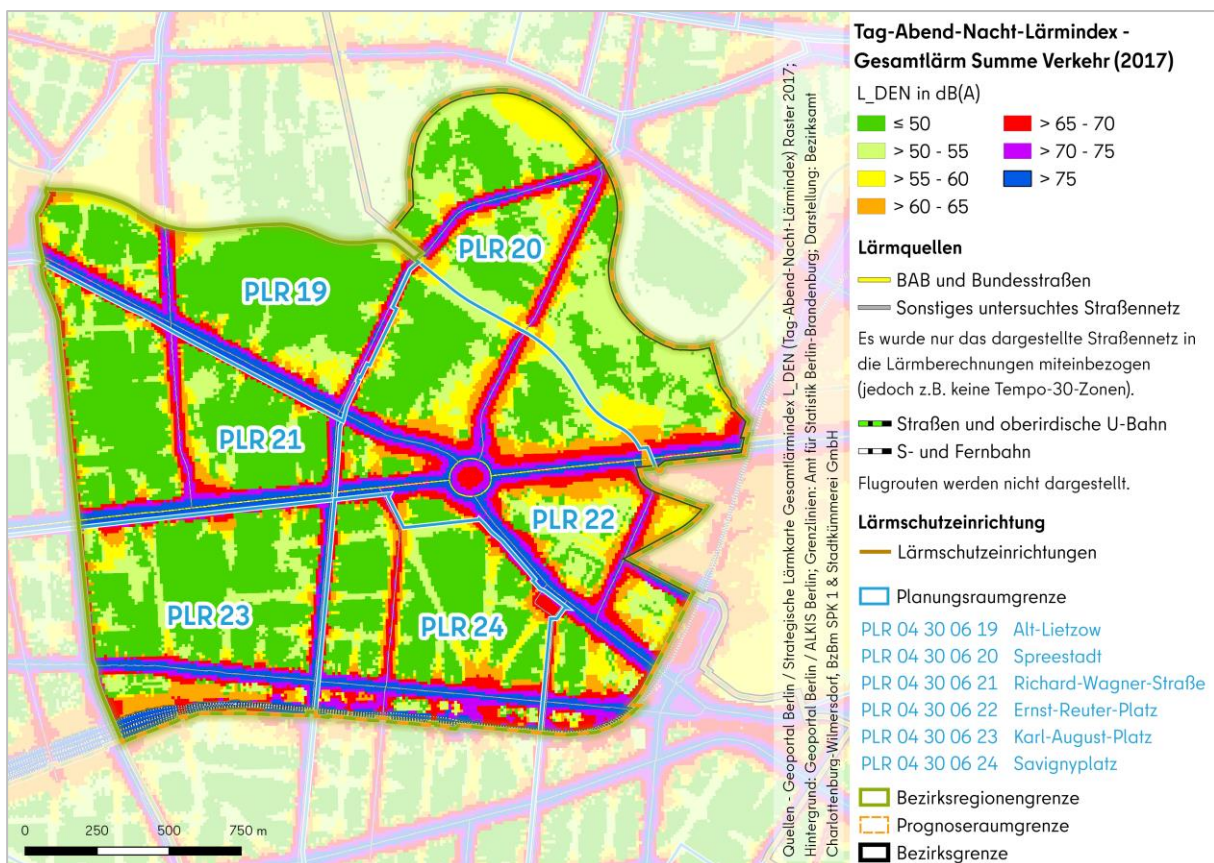 PLR 19
PLR 20
PLR 21
PLR 22
PLR 23
PLR 24
0 250 500 750 m
Quellen - Geoportal Berlin / Strategische Lärmkarte Gesamtlärmindex L_DEN (Tag-Abend-Nacht-Lärmindex) Raster 2017;
Hintergrund: Geoportal Berlin / ALKIS Berlin; Grenzlinien: Amt für Statistik Berlin-Brandenburg; Darstellung: Bezirksamt
Charlottenburg-Wilmersdorf, BzBm SPK 1 & Stadtkümmerei GmbH
Tag-Abend-Nacht-Lärmindex -
Gesamtlärm Summe Verkehr (2017)
L_DEN in dB(A)
≤ 50
> 50 - 55
> 55 - 60
> 60 - 65
> 65 - 70
> 70 - 75
> 75
Lärmquellen
BAB und Bundesstraßen
Sonstiges untersuchtes Straßennetz
Es wurde nur das dargestellte Straßennetz in
die Lärmberechnungen miteinbezogen
(jedoch z.B. keine Tempo-30-Zonen).
Straßen und oberirdische U-Bahn
S- und Fernbahn
Flugrouten werden nicht dargestellt.
Lärmschutzeinrichtung
Lärmschutzeinrichtungen
Planungsraumgrenze
PLR 04 30 06 19 Alt-Lietzow
PLR 04 30 06 20 Spreestadt
PLR 04 30 06 21 Richard-Wagner-Straße
PLR 04 30 06 22 Ernst-Reuter-Platz
PLR 04 30 06 23 Karl-August-Platz
PLR 04 30 06 24 Savignyplatz
Bezirksregionengrenze
Prognoseraumgrenze
Bezirksgrenze